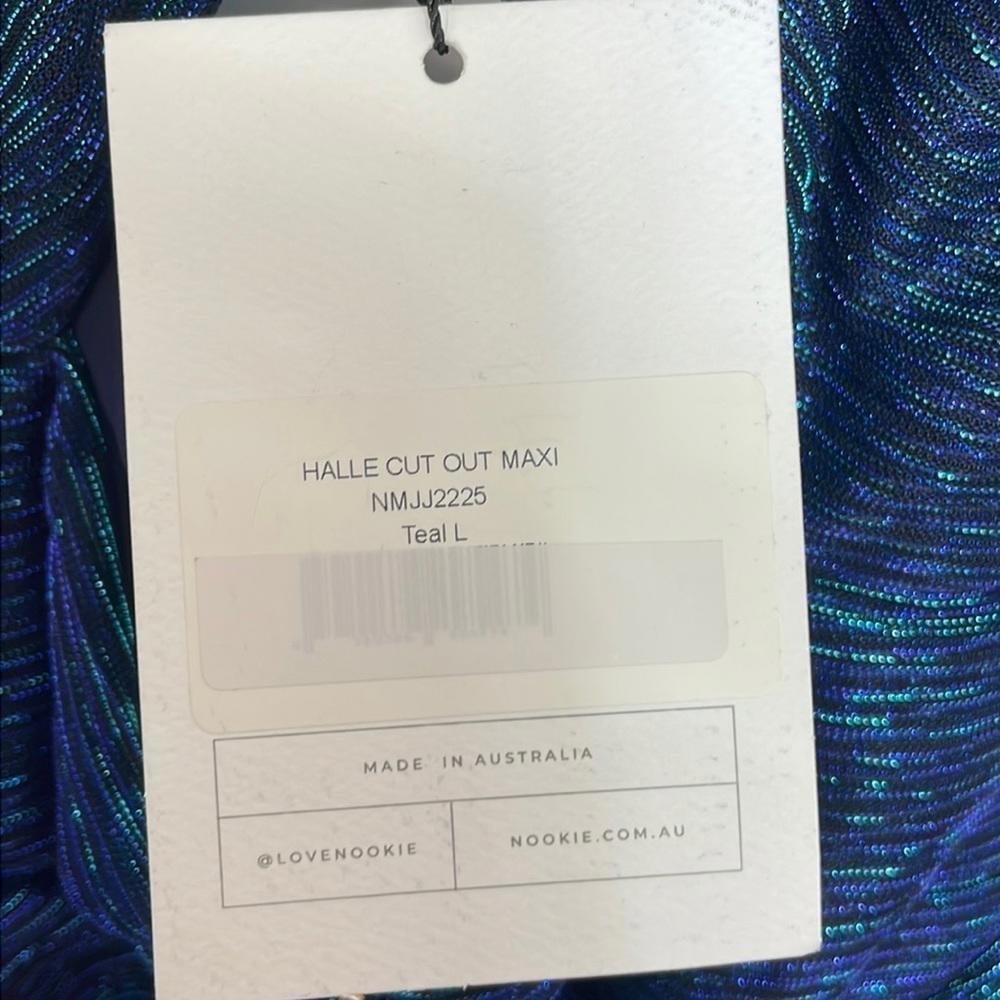 HALLE CUT OUT MAXI
NMJJ2225
Teal L
MADE IN AUSTRALIA
@LOVENOOKIE
NOOKIE.COM.AU